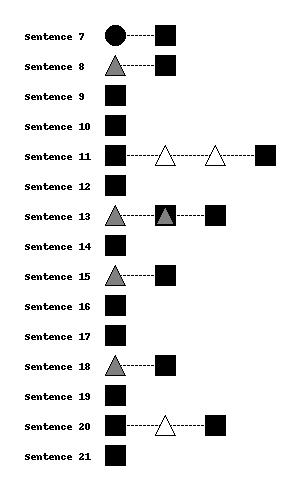 Sentence 7
Sentence 8
Sentence 9
Sentence 10
Sentence 11
Sentence 12
Sentence 13
Sentence 14
Sentence 15
Sentence 16
Sentence 17
Sentence 18
Sentence 19
Sentence 20
Sentence 21